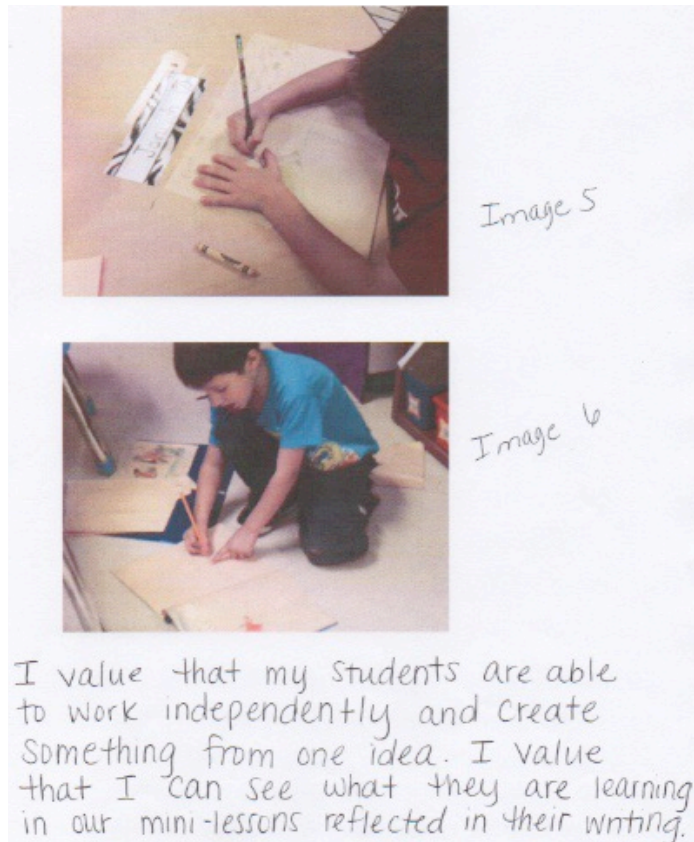 Image 5
Image 6
I value that my students are able
to work independently and create
something from one idea. I value
that I can see what they are learning
in our mini-lessons reflected in their writing.